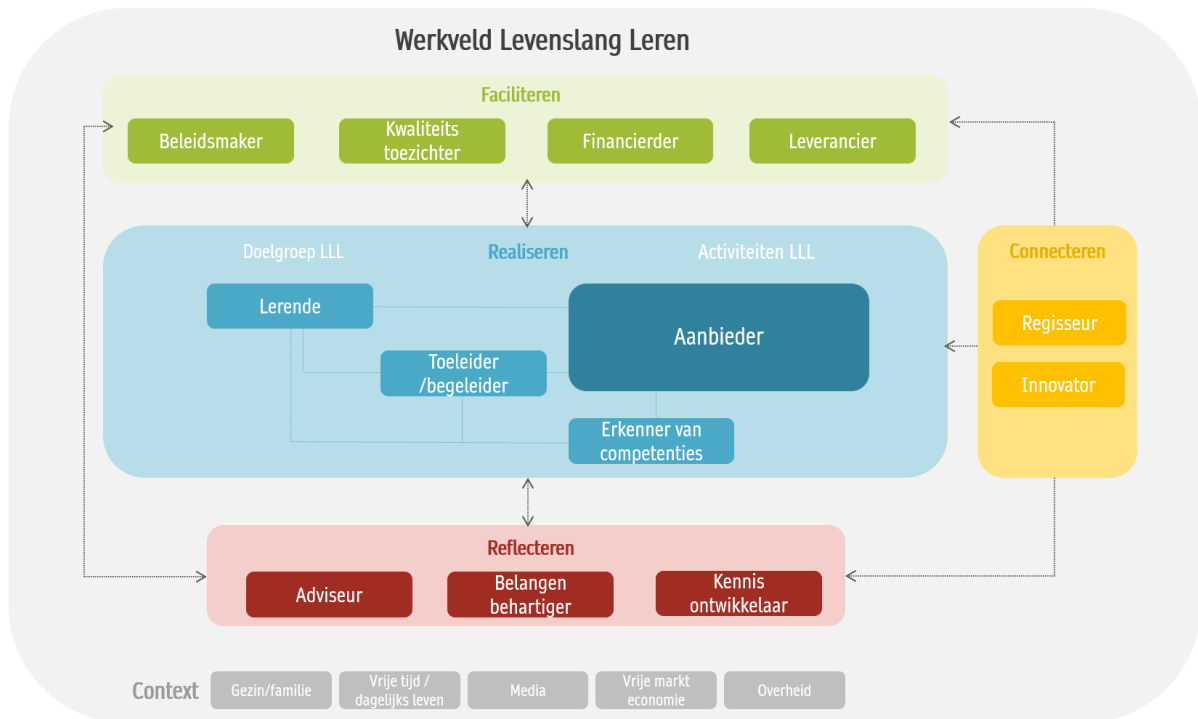 Werkveld Levenslang Leren
Faciliteren
Beleidsmaker
Kwaliteits
toezichter
Financierder
Leverancier
Doelgroep LLL
Realiseren
Activiteiten LLL
Connecteren
Lerende
Aanbieder
Regisseur
Toeleider
/begeleider
Innovator
Erkenner van
competenties
Reflecteren
Adviseur
Belangen
behartiger
Kennis
ontwikkelaar
Context
Gezin/familie
Vrije tijd /
dagelijks leven
Media
Vrije markt
economie
Overheid